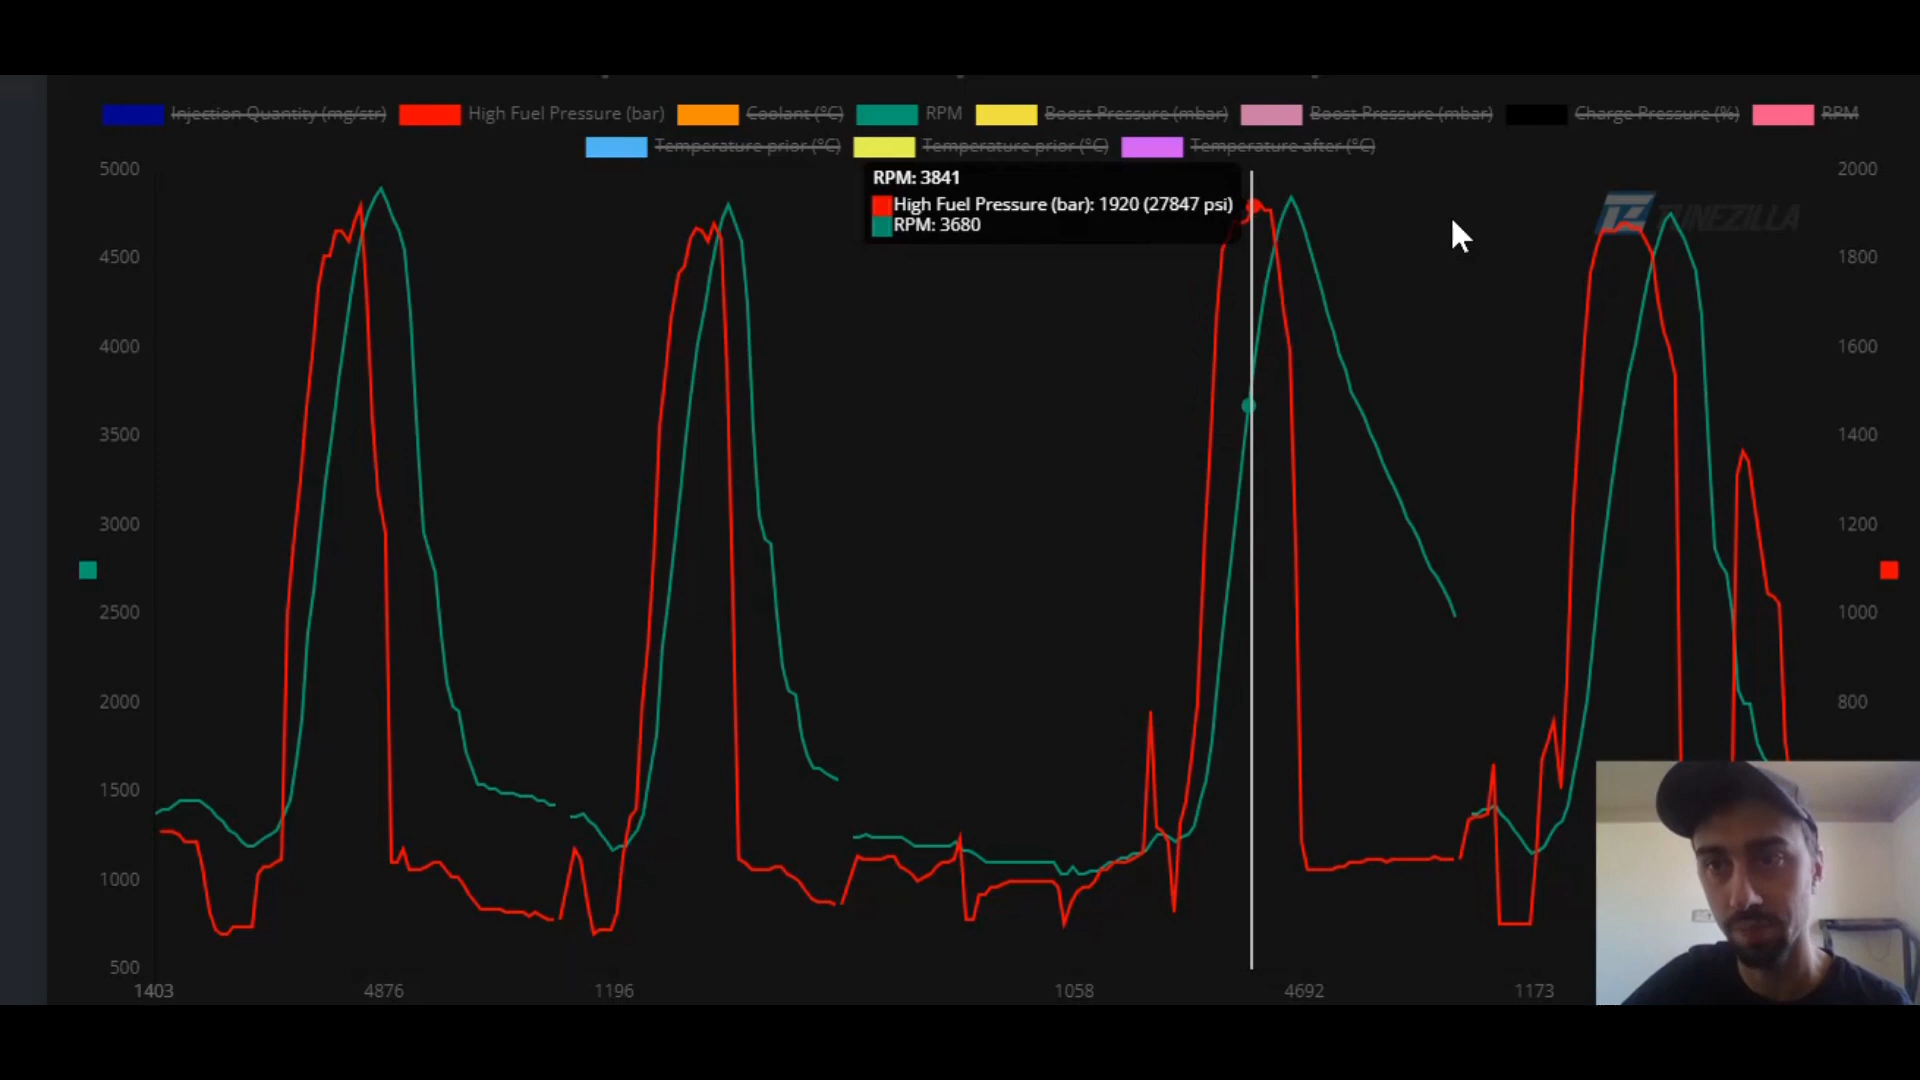 Injection Quantity (mg/str) High Fuel Pressure (bar) Coolant (°C) RPM Boost Pressure (mbar) Boost Pressure (mbar) Charge Pressure (%) RPM
Temperature prior (°C) Temperature prior (°C) Temperature after (°C)
5000 2000
RPM: 3841
High Fuel Pressure (bar): 1920 (27847 psi)
RPM: 3680
TUNEZILLA
4500 1800
4000 1600
3500 1400
3000 1200
2500 1000
2000 800
1500
1000
500
1403 4876 1196 1058 4692 1173